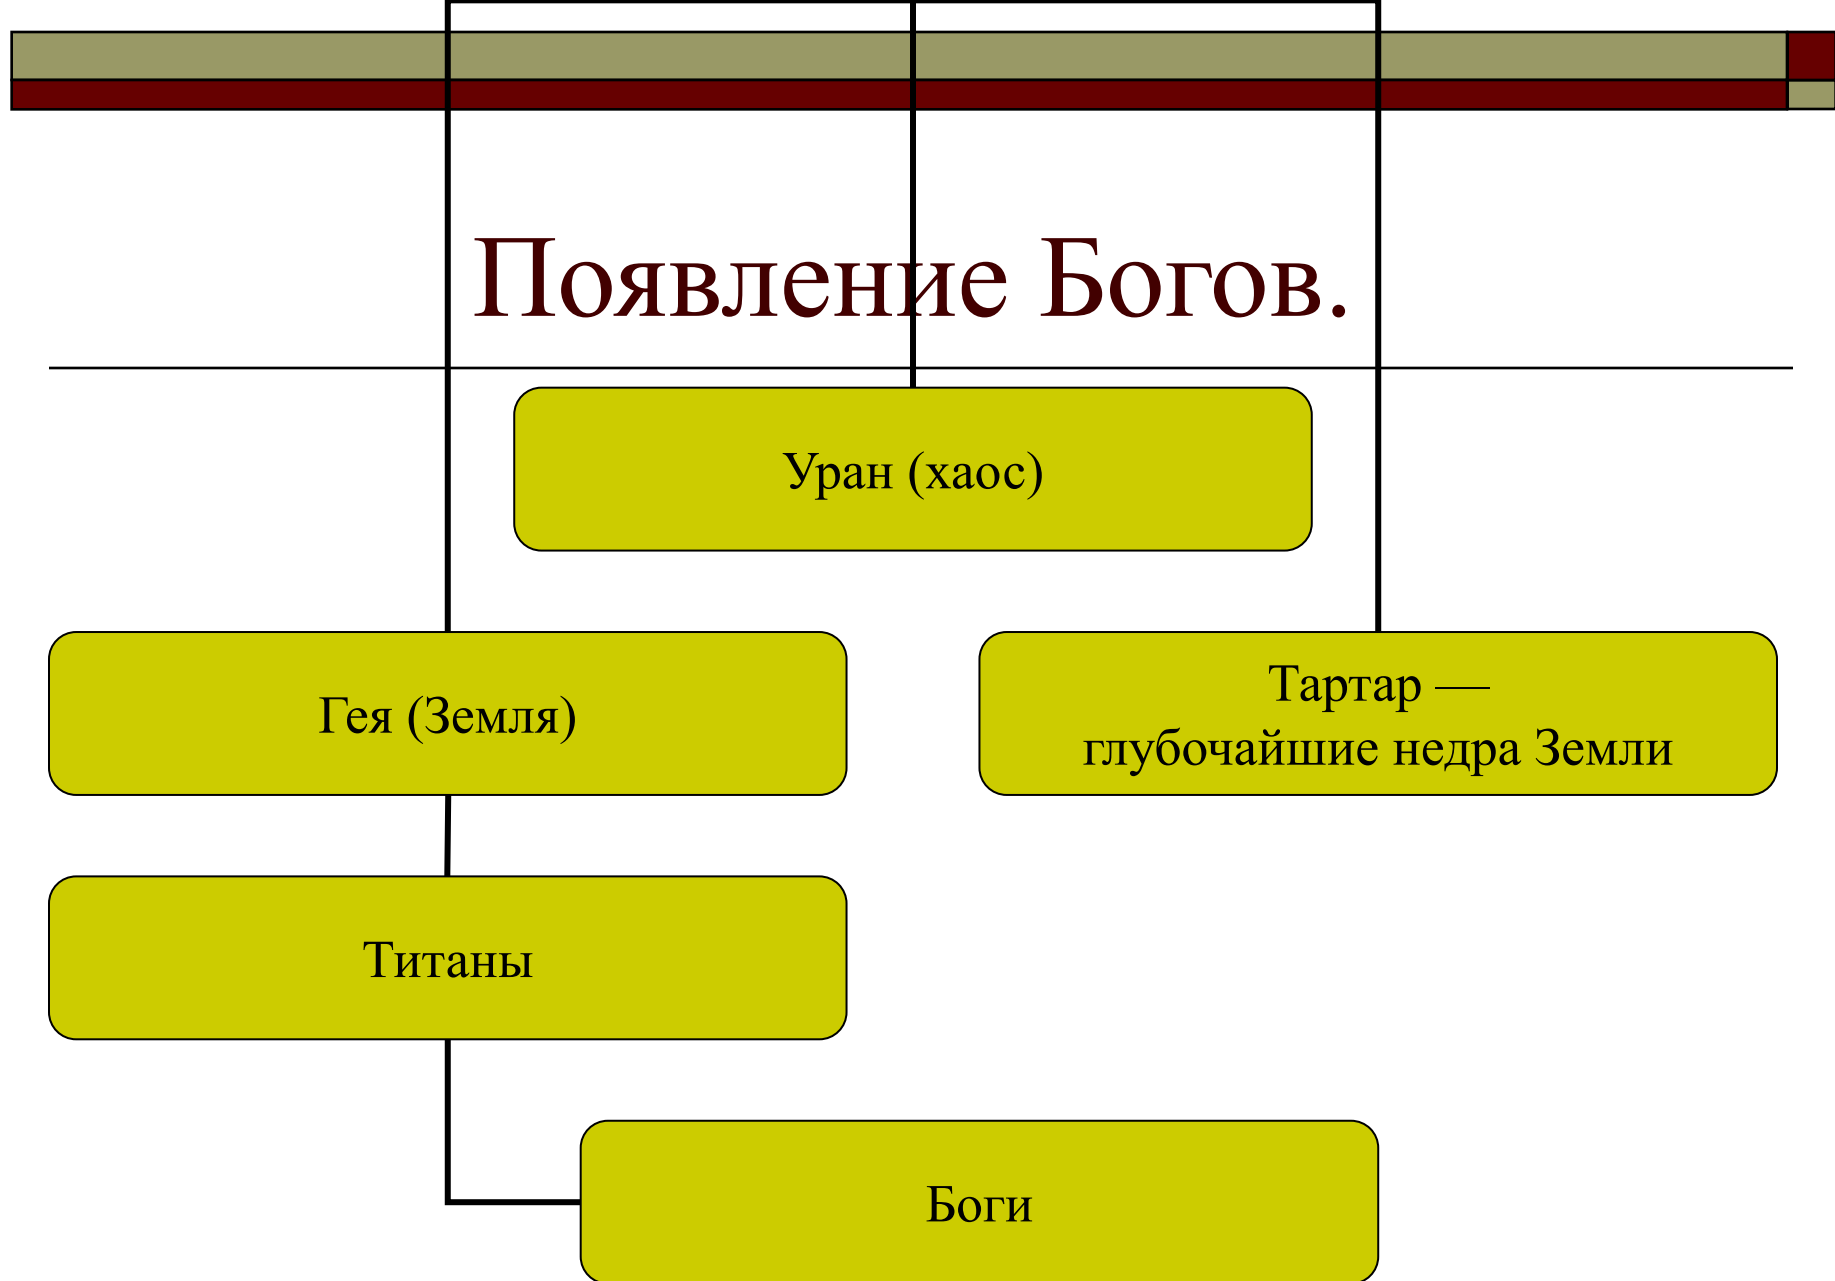 Появление Богов.
Уран (хаос)
Гея (Земля)
Тартар —
глубочайшие недра Земли
Титаны
Боги